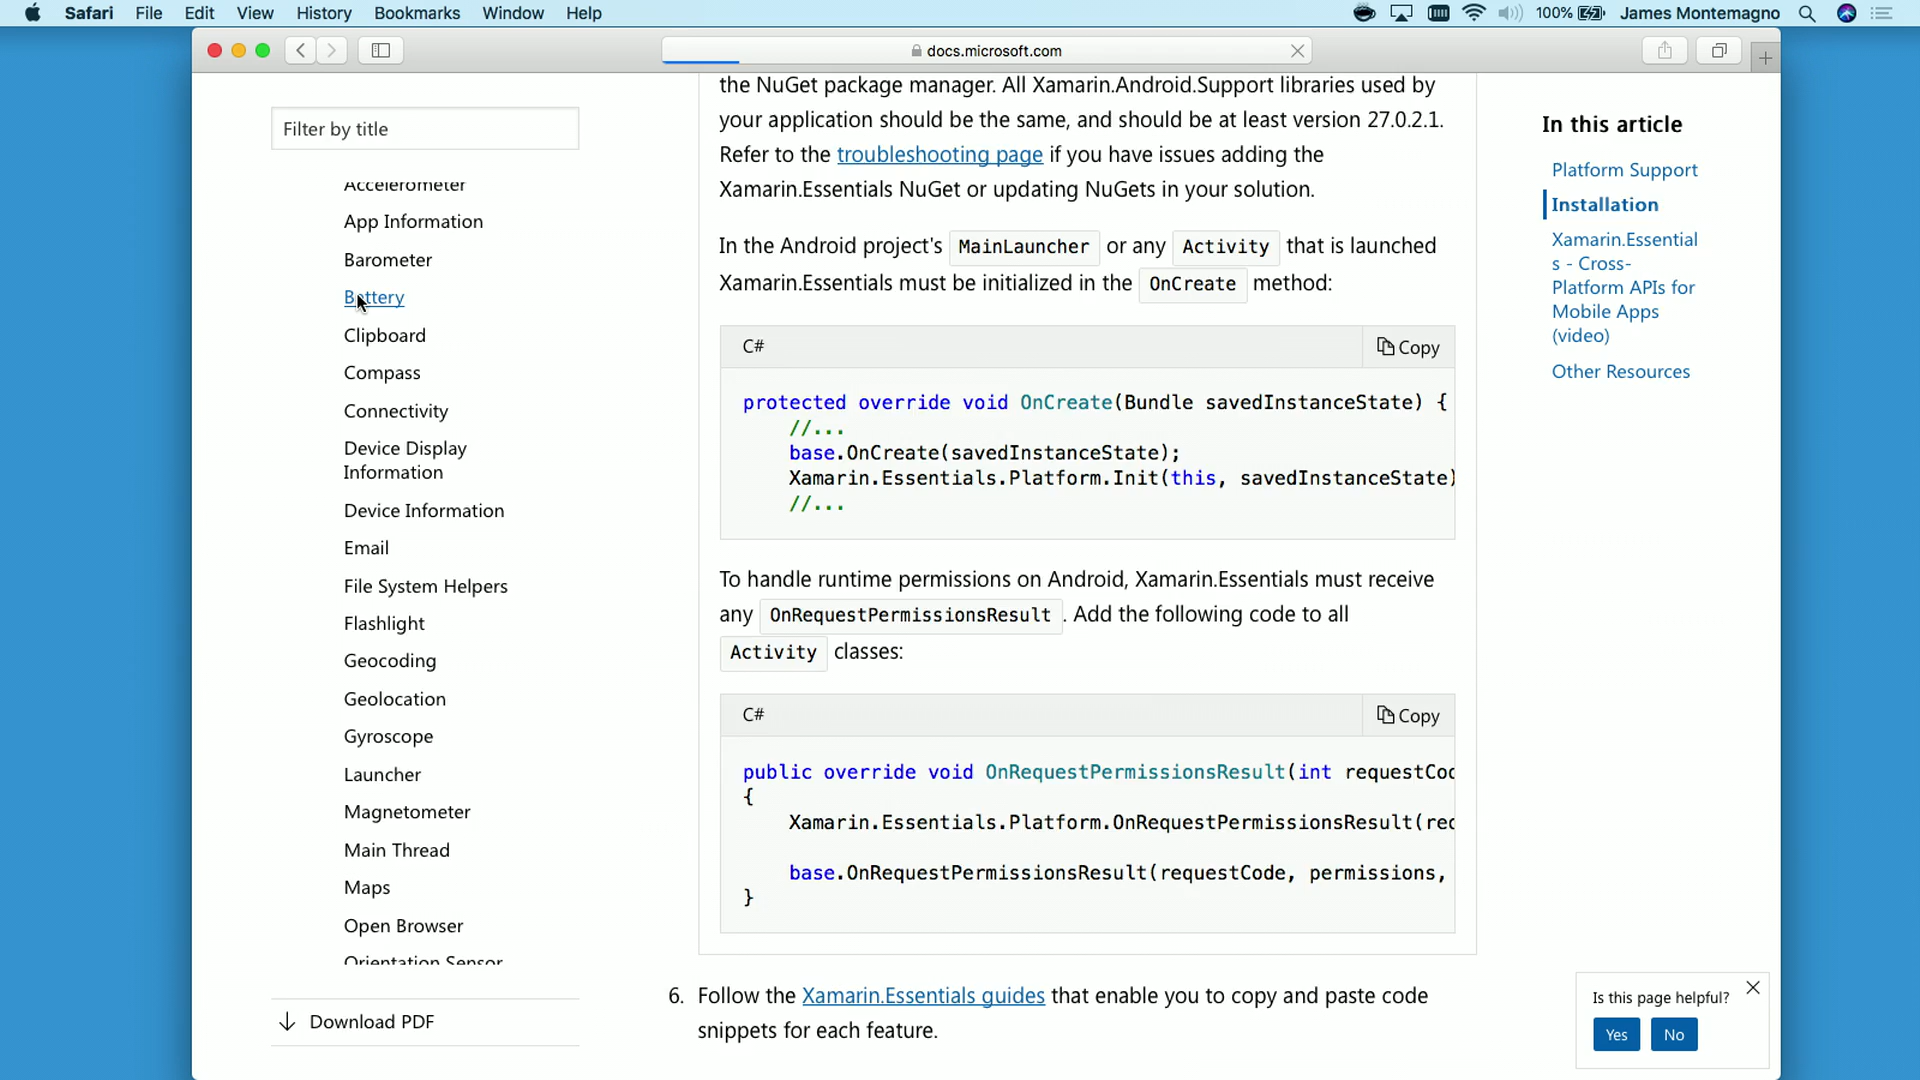 Safari File Edit View History Bookmarks Window Help 100% James Montemagno
docs.microsoft.com
Filter by title
Accelerometer
App Information
Barometer
Battery
Clipboard
Compass
Connectivity
Device Display
Information
Device Information
Email
File System Helpers
Flashlight
Geocoding
Geolocation
Gyroscope
Launcher
Magnetometer
Main Thread
Maps
Open Browser
Orientation Sensor
Download PDF
the NuGet package manager. All Xamarin.Android.Support libraries used by
your application should be the same, and should be at least version 27.0.2.1.
Refer to the troubleshooting page if you have issues adding the
Xamarin.Essentials NuGet or updating NuGets in your solution.
In the Android project's MainLauncher or any Activity that is launched
Xamarin.Essentials must be initialized in the OnCreate method:
C# Copy
protected override void OnCreate(Bundle savedInstanceState) {
//...
base.OnCreate(savedInstanceState);
Xamarin.Essentials.Platform.Init(this, savedInstanceState)
//...
To handle runtime permissions on Android, Xamarin.Essentials must receive
any OnRequestPermissionsResult . Add the following code to all
Activity classes:
C# Copy
public override void OnRequestPermissionsResult(int requestCod
{
Xamarin.Essentials.Platform.OnRequestPermissionsResult(rec
base.OnRequestPermissionsResult(requestCode, permissions,
}
6. Follow the Xamarin.Essentials guides that enable you to copy and paste code
snippets for each feature.
In this article
Platform Support
Installation
Xamarin.Essential
s - Cross-
Platform APIs for
Mobile Apps
(video)
Other Resources
Is this page helpful?
Yes No